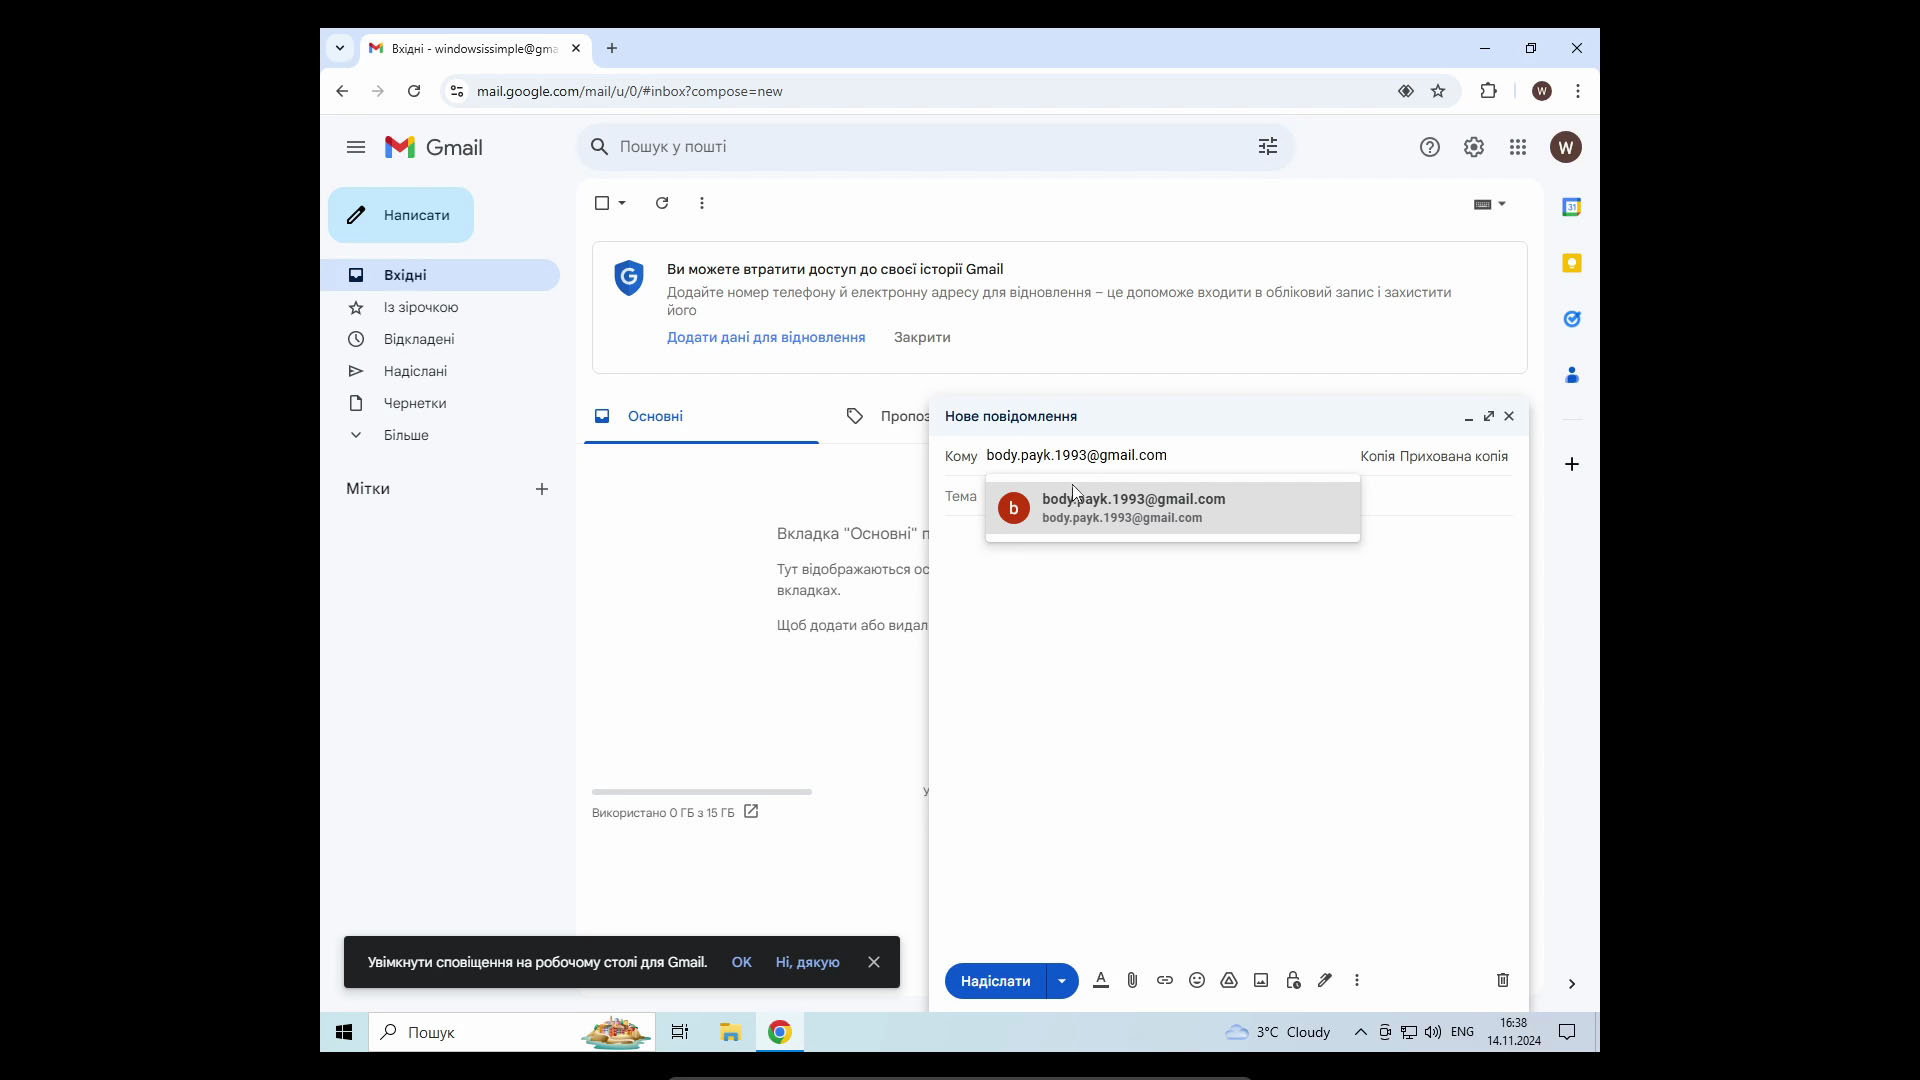 Вхідні - windowsissimple@gma
mail.google.com/mail/u/0/#inbox?compose=new
W
Gmail
Пошук у пошті
W
Написати
31
Вхідні
Із зірочкою
Відкладені
Надіслані
Чернетки
Більше
Мітки
G
Ви можете втратити доступ до своєї історії Gmail
Додайте номер телефону й електронну адресу для відновлення – це допоможе входити в обліковий запис і захистити
його
Додати дані для відновлення Закрити
Основні
Пропоз
Нове повідомлення
Кому body.payk.1993@gmail.com Копія Прихована копія
Тема
b
body.payk.1993@gmail.com
body.payk.1993@gmail.com
Вкладка "Основні" п
Тут відображаються ос
вкладках.
Щоб додати або видал
У
Використано 0 ГБ з 15 ГБ
Увімкнути сповіщення на робочому столі для Gmail. OK Ні, дякую
Надіслати
Пошук
3°C Cloudy
ENG
16:38
14.11.2024